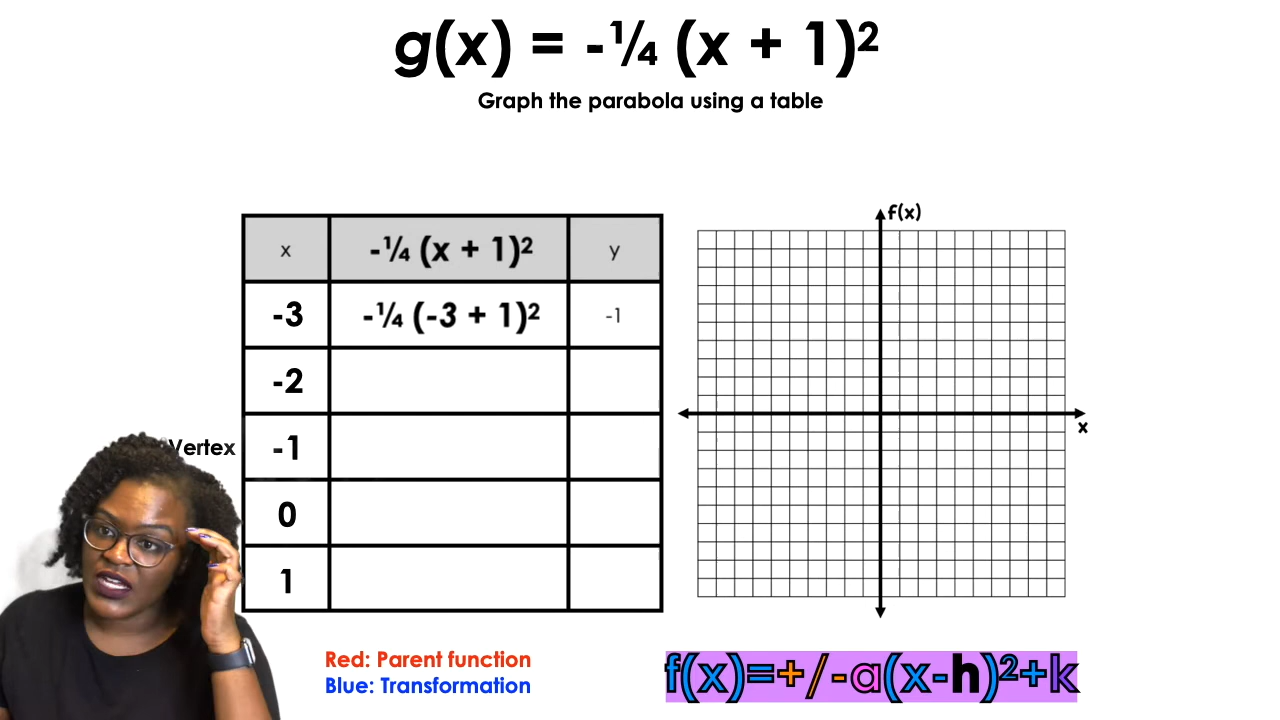 g(x) = -¼ (x + 1)²
Graph the parabola using a table
f(x)
x -¼ (x + 1)² y
-3 -¼ (-3 + 1)² -1
-2
x
Vertex -1
0
1
Red: Parent function
Blue: Transformation
f(x)=+/-a(x-h)²+k